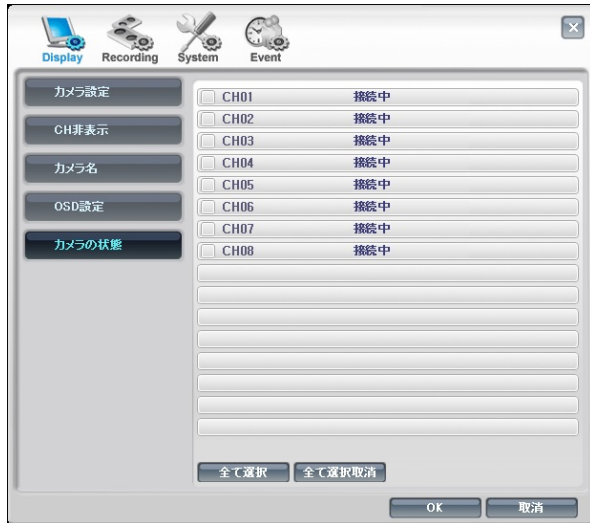 Display Recording System Event
カメラ設定
CH非表示
カメラ名
OSD設定
カメラの状態
CH01 接続中
CH02 接続中
CH03 接続中
CH04 接続中
CH05 接続中
CH06 接続中
CH07 接続中
CH08 接続中
全て選択 全て選択取消
OK 取消